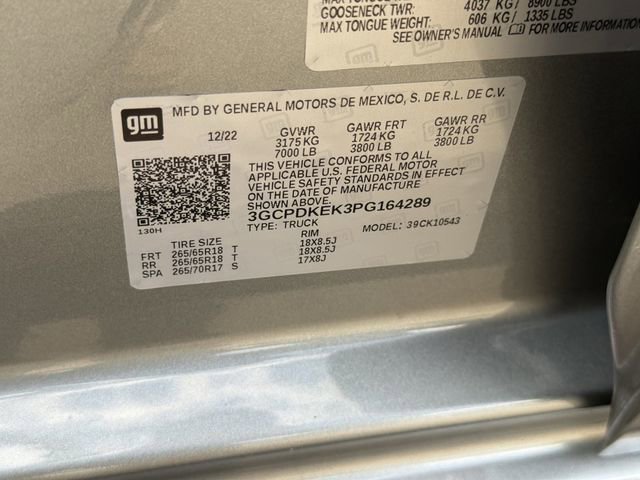 MAX TONGUE
GOOSENECK TWR: 4037 KG/ 8900 LBS
MAX TONGUE WEIGHT: 606 KG/ 1335 LBS
SEE OWNER'S MANUAL FOR MORE INFORMATION
gm
MFD BY GENERAL MOTORS DE MEXICO, S. DE R.L. DE C.V.
12/22 GVWR GAWR FRT GAWR RR
3175 KG 1724 KG 1724 KG
7000 LB 3800 LB 3800 LB
THIS VEHICLE CONFORMS TO ALL
APPLICABLE U.S. FEDERAL MOTOR
VEHICLE SAFETY STANDARDS IN EFFECT
ON THE DATE OF MANUFACTURE
3GCPDKEK3PG164289
130H TYPE: TRUCK MODEL: 39CK10543
TIRE SIZE RIM
FRT 265/65R18 T 18X8.5J
RR 265/65R18 T 18X8.5J
SPA 265/70R17 S 17X8J